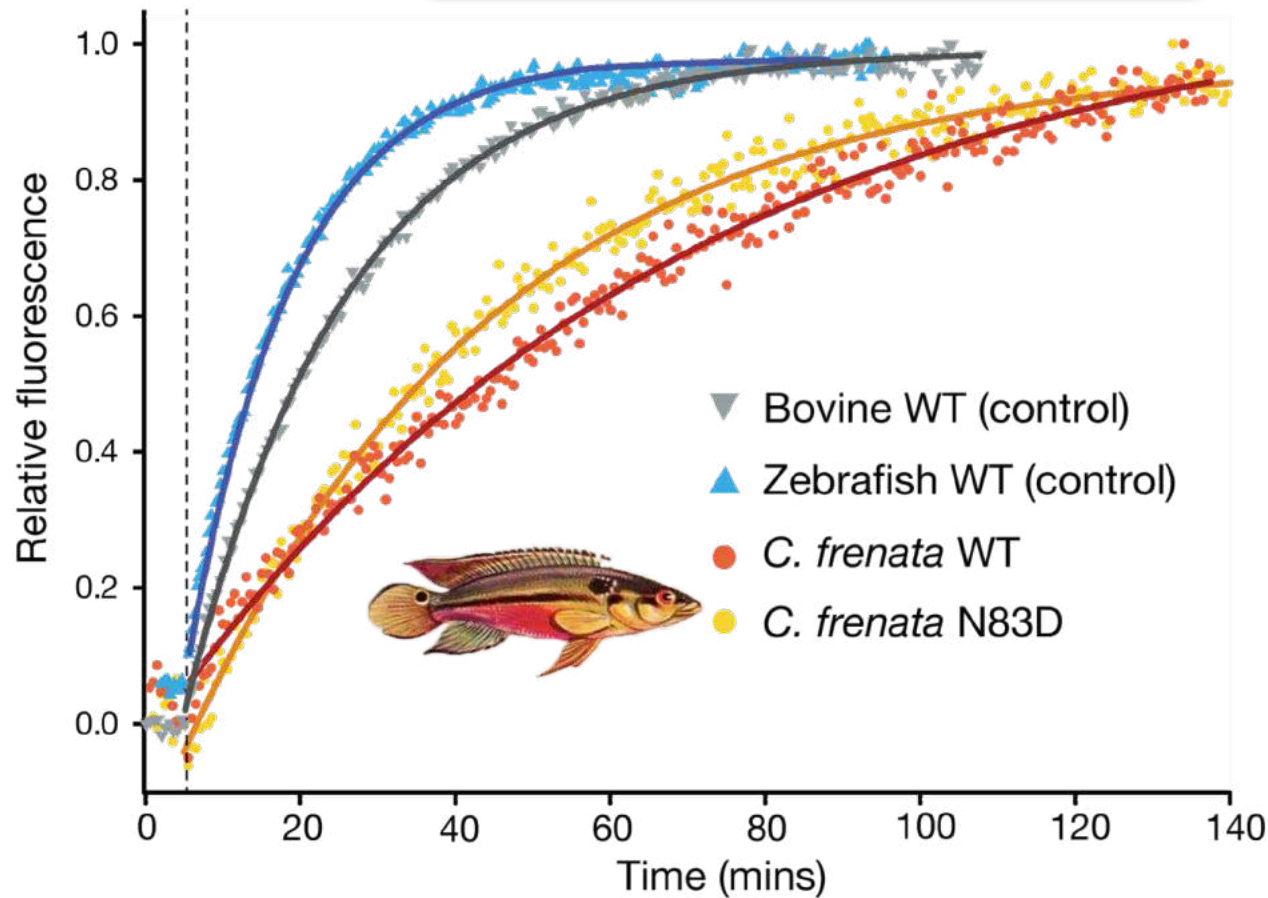 Relative fluorescence
1.0
0.8
0.6
0.4
0.2
0.0
Bovine WT (control)
Zebrafish WT (control)
C. frenata WT
C. frenata N83D
0 20 40 60 80 100 120 140
Time (mins)